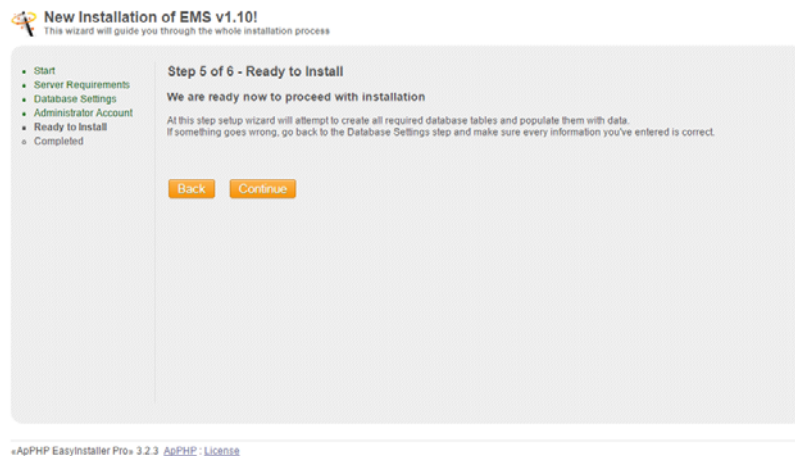 New Installation of EMS v1.10!
This wizard will guide you through the whole installation process
Start
Server Requirements
Database Settings
Administrator Account
Ready to Install
Completed
Step 5 of 6 - Ready to Install
We are ready now to proceed with installation
At this step setup wizard will attempt to create all required database tables and populate them with data.
If something goes wrong, go back to the Database Settings step and make sure every information you've entered is correct.
Back
Continue
«ApPHP EasyInstaller Pro» 3.2.3 ApPHP : License